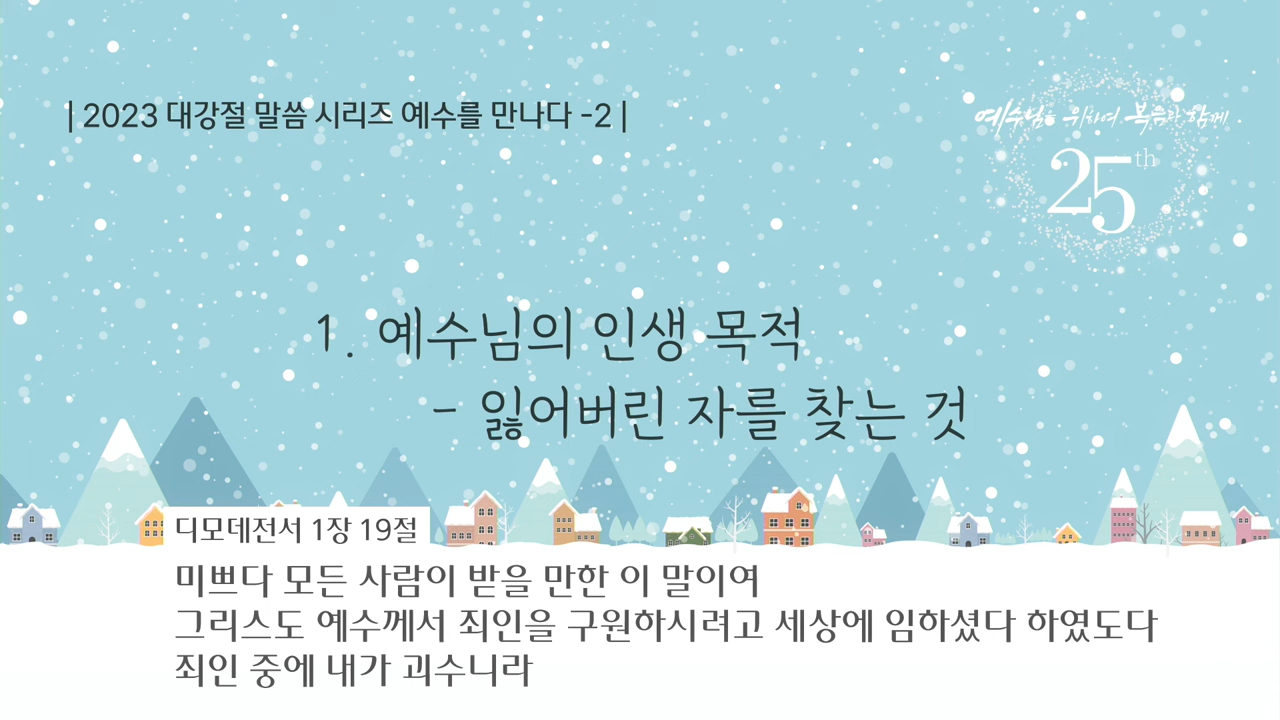 | 2023 대강절 말씀 시리즈 예수를 만나다 -2 |
예수님을 위하여 복음과 함께
25th
1. 예수님의 인생 목적
- 잃어버린 자를 찾는 것
디모데전서 1장 19절
미쁘다 모든 사람이 받을 만한 이 말이여
그리스도 예수께서 죄인을 구원하시려고 세상에 임하셨다 하였도다
죄인 중에 내가 괴수니라